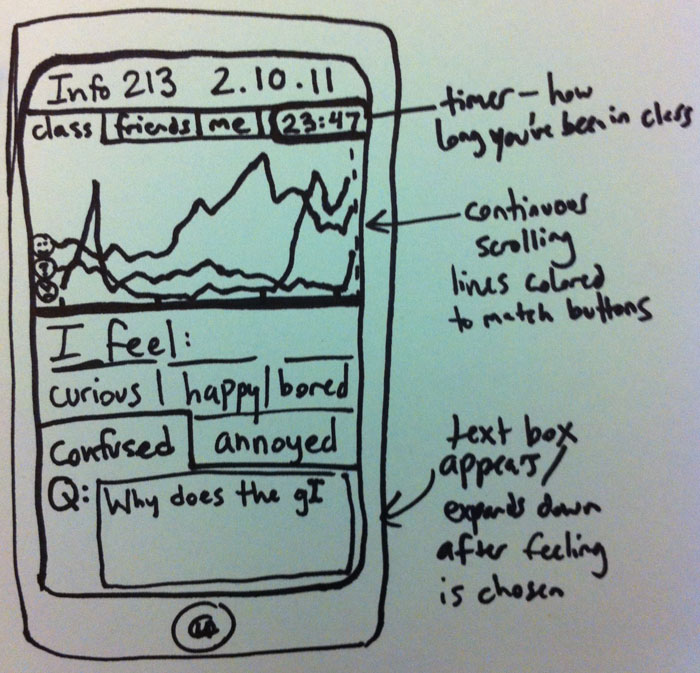 Info 213 2.10.11
class friends me 23:47
timer - how
long you've been in class
continuous
scrolling
lines colored
to match buttons
I feel:
curious happy bored
confused annoyed
Q: Why does the gI
text box
appears/
expands down
after feeling
is chosen